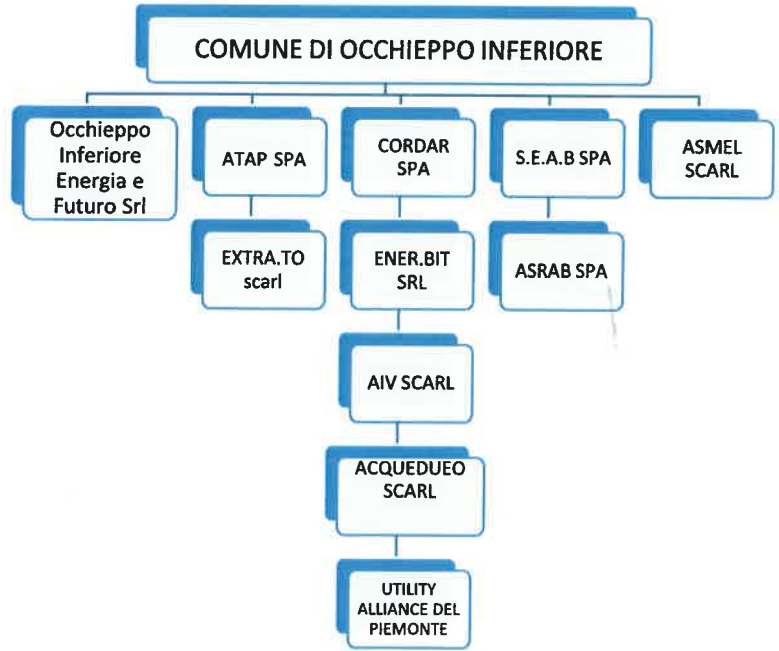 COMUNE DI OCCHIEPPO INFERIORE
Occhieppo
Inferiore
Energia e
Futuro Srl
ATAP SPA
CORDAR
SPA
S.E.A.B SPA
ASMEL
SCARL
EXTRA.TO
scarl
ENER.BIT
SRL
ASRAB SPA
AIV SCARL
ACQUEDUEO
SCARL
UTILITY
ALLIANCE DEL
PIEMONTE